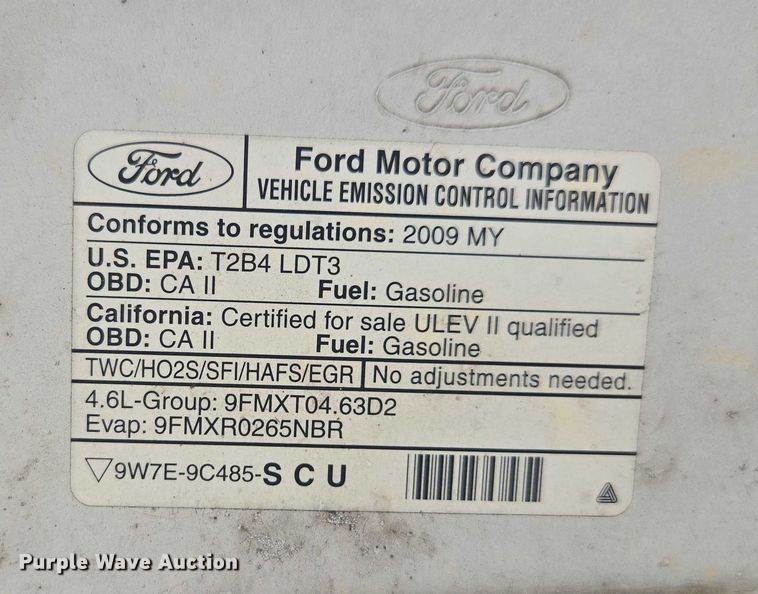 Ford
Ford
Ford Motor Company
VEHICLE EMISSION CONTROL INFORMATION
Conforms to regulations: 2009 MY
U.S. EPA: T2B4 LDT3
OBD: CA II Fuel: Gasoline
California: Certified for sale ULEV II qualified
OBD: CA II Fuel: Gasoline
TWC/HO2S/SFI/HAFS/EGR No adjustments needed.
4.6L-Group: 9FMXT04.63D2
Evap: 9FMXR0265NBR
9W7E-9C485-S C U
Purple Wave Auction